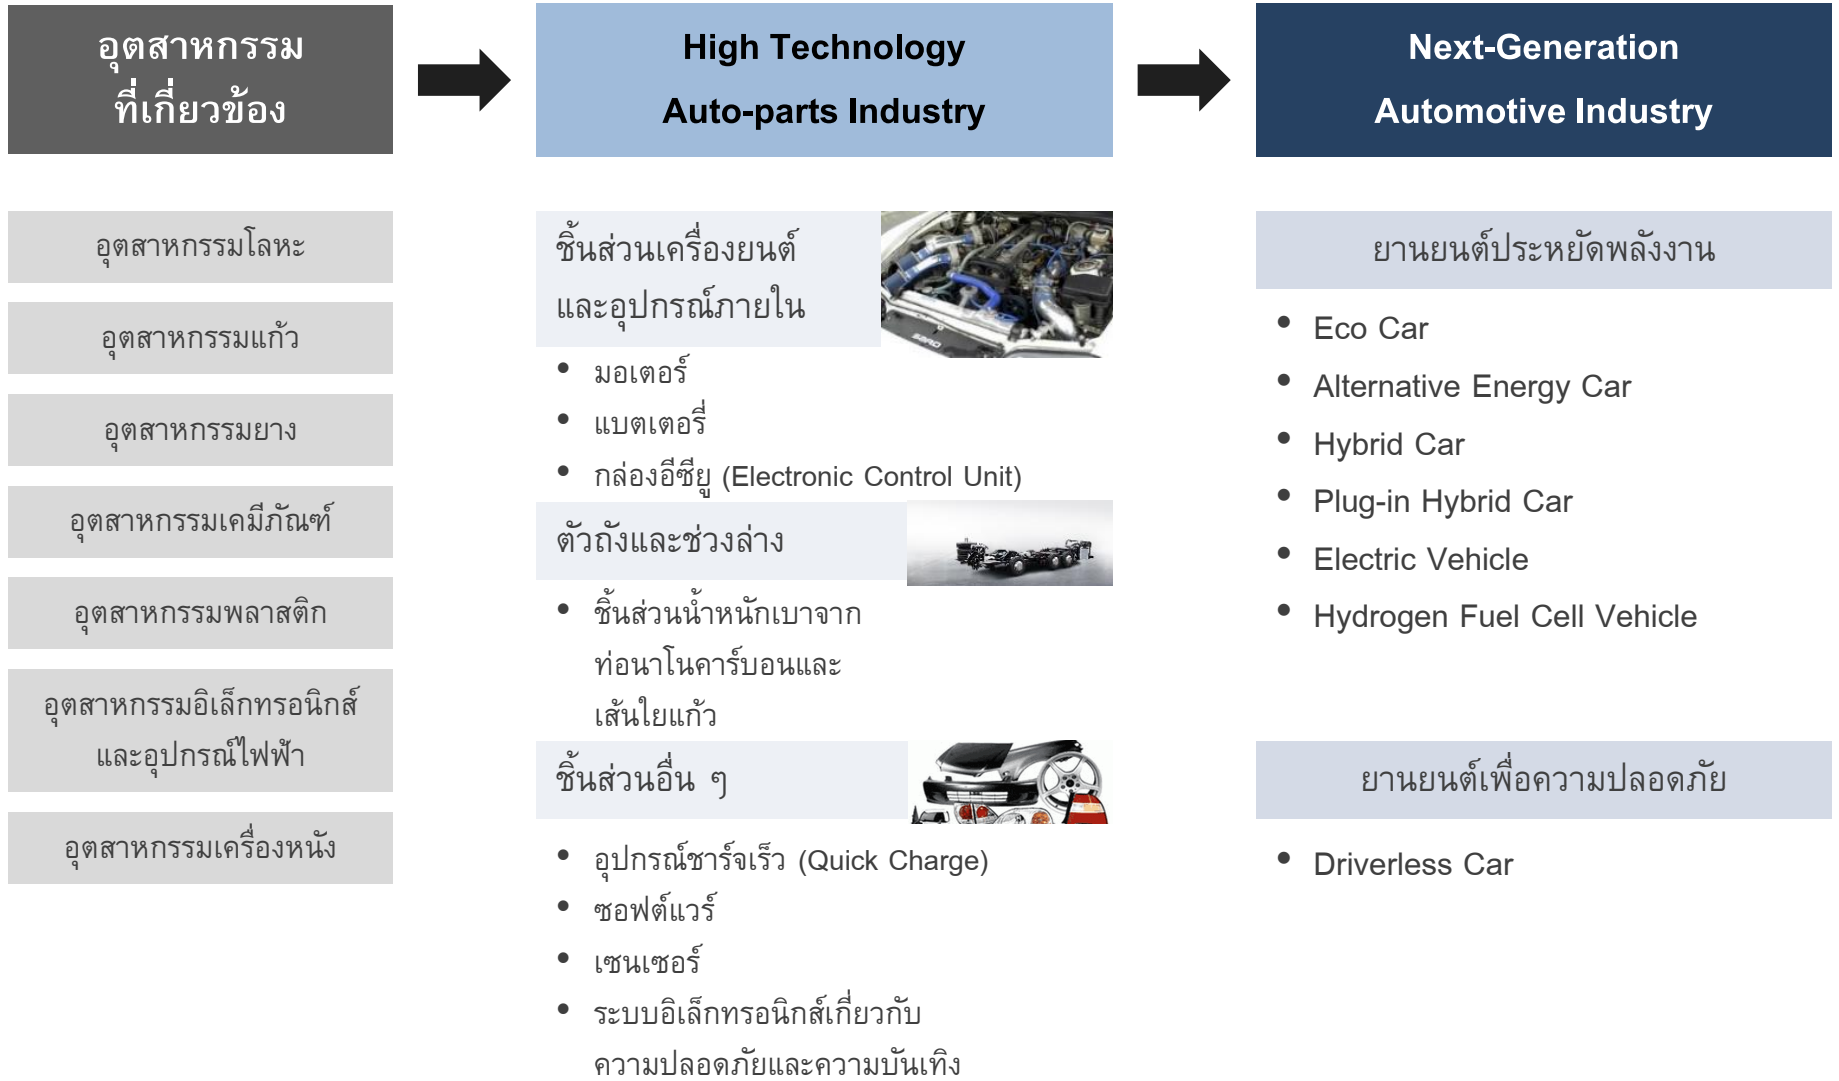 อุตสาหกรรม
ที่เกี่ยวข้อง
High Technology
Auto-parts Industry
Next-Generation
Automotive Industry
อุตสาหกรรมโลหะ
อุตสาหกรรมแก้ว
อุตสาหกรรมยาง
อุตสาหกรรมเคมีภัณฑ์
อุตสาหกรรมพลาสติก
อุตสาหกรรมอิเล็กทรอนิกส์
และอุปกรณ์ไฟฟ้า
อุตสาหกรรมเครื่องหนัง
ชิ้นส่วนเครื่องยนต์
และอุปกรณ์ภายใน
• มอเตอร์
• แบตเตอรี่
• กล่องอีซียู (Electronic Control Unit)
ตัวถังและช่วงล่าง
• ชิ้นส่วนน้ำหนักเบาจาก
ท่อนาโนคาร์บอนและ
เส้นใยแก้ว
ชิ้นส่วนอื่น ๆ
• อุปกรณ์ชาร์จเร็ว (Quick Charge)
• ซอฟต์แวร์
• เซนเซอร์
• ระบบอิเล็กทรอนิกส์เกี่ยวกับ
ความปลอดภัยและความบันเทิง
ยานยนต์ประหยัดพลังงาน
• Eco Car
• Alternative Energy Car
• Hybrid Car
• Plug-in Hybrid Car
• Electric Vehicle
• Hydrogen Fuel Cell Vehicle
ยานยนต์เพื่อความปลอดภัย
• Driverless Car